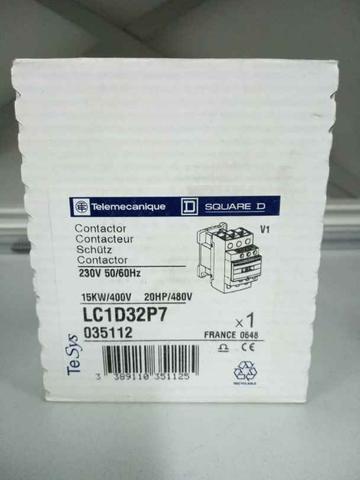 Telemecanique SQUARE D
Contactor
Contacteur
Schütz
Contactor
V1
230V 50/60Hz
15KW/400V 20HP/480V
LC1D32P7
035112
x1
FRANCE 0648
CE
TeSys
3 389110 351125
RECYCLABLE